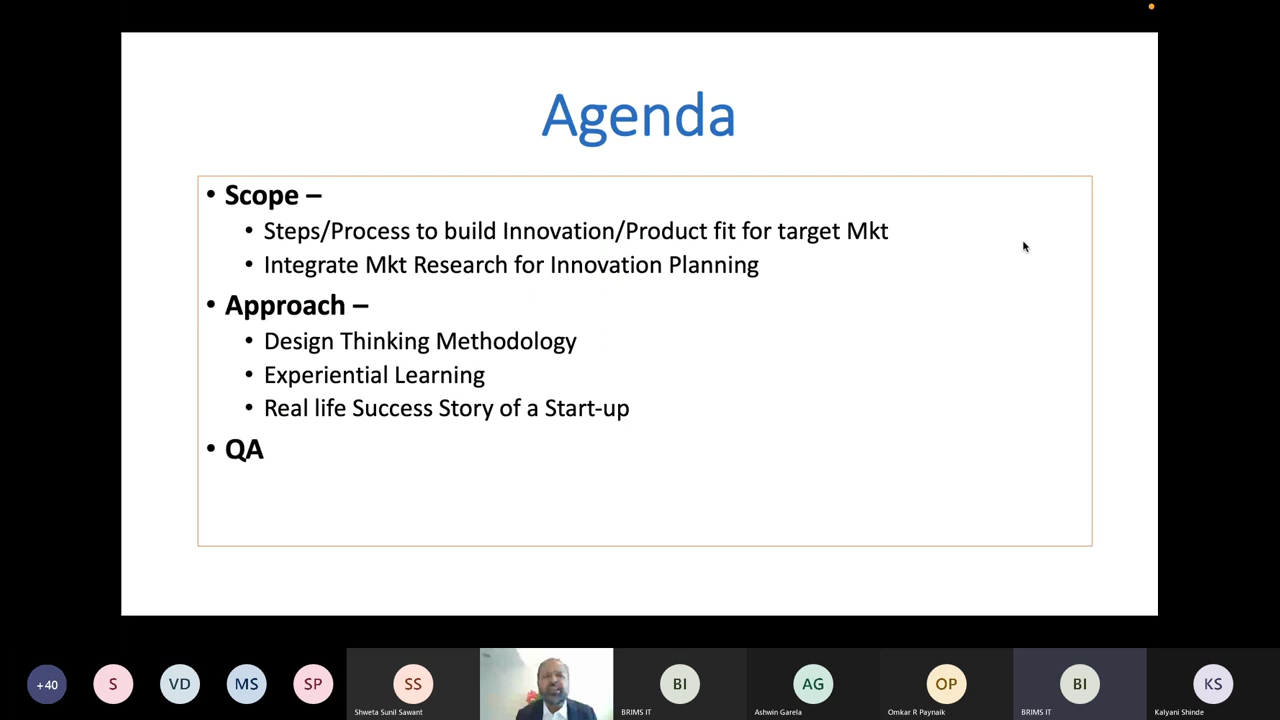 Agenda
• Scope –
• Steps/Process to build Innovation/Product fit for target Mkt
• Integrate Mkt Research for Innovation Planning
• Approach –
• Design Thinking Methodology
• Experiential Learning
• Real life Success Story of a Start-up
• QA
+40
S
VD
MS
SP
SS
Shweta Sunil Sawant
BI
BRIMS IT
AG
Ashwin Garela
OP
Omkar R Paynaik
BI
BRIMS IT
KS
Kalyani Shinde